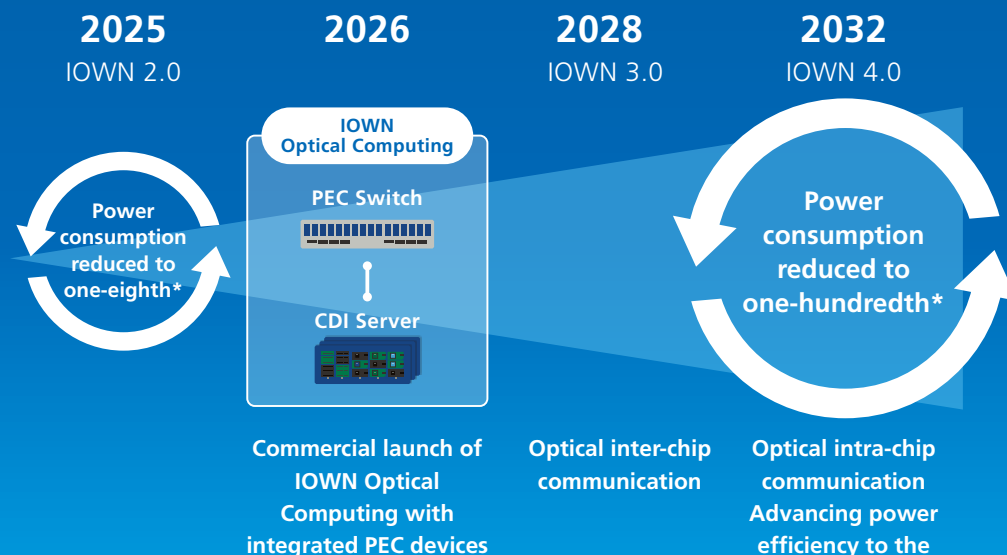 2025
IOWN 2.0
2026
2028
IOWN 3.0
2032
IOWN 4.0
Power
consumption
reduced to
one-eighth*
IOWN
Optical Computing
PEC Switch
CDI Server
Power
consumption
reduced to
one-hundredth*
Commercial launch of
IOWN Optical
Computing with
integrated PEC devices
Optical inter-chip
communication
Optical intra-chip
communication
Advancing power
efficiency to the